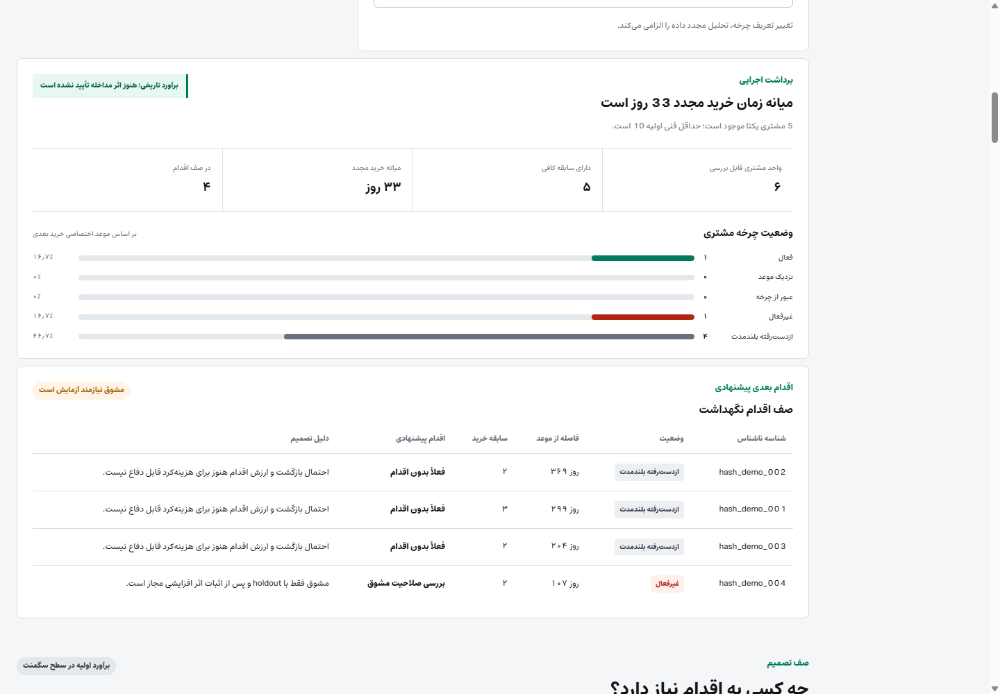 تغییر تعریف چرخه، تحلیل مجدد داده را الزامی می‌کند.
برداشت اجرایی
برآورد تاریخی؛ هنوز اثر مداخله تأیید نشده است
میانه زمان خرید مجدد 33 روز است
5 مشتری یکتا موجود است؛ حداقل فنی اولیه 10 است.
واحد مشتری قابل بررسی
۶
دارای سابقه کافی
۵
میانه خرید مجدد
۳۳ روز
در صف اقدام
۴
وضعیت چرخه مشتری
بر اساس موعد اختصاصی خرید بعدی
فعال ۱ ۱۶٫۷٪
نزدیک موعد ۰ ۰٪
عبور از چرخه ۰ ۰٪
غیرفعال ۱ ۱۶٫۷٪
ازدست‌رفته بلندمدت ۴ ۶۶٫۷٪
اقدام بعدی پیشنهادی
مشوق نیازمند آزمایش است
صف اقدام نگهداشت
شناسه ناشناس وضعیت فاصله از موعد سابقه خرید اقدام پیشنهادی دلیل تصمیم
hash_demo_002 ازدست‌رفته بلندمدت ۳۶۹ روز ۲ فعلاً بدون اقدام احتمال بازگشت و ارزش اقدام هنوز برای هزینه‌کرد قابل دفاع نیست.
hash_demo_001 ازدست‌رفته بلندمدت ۲۹۹ روز ۳ فعلاً بدون اقدام احتمال بازگشت و ارزش اقدام هنوز برای هزینه‌کرد قابل دفاع نیست.
hash_demo_003 ازدست‌رفته بلندمدت ۲۰۴ روز ۲ فعلاً بدون اقدام احتمال بازگشت و ارزش اقدام هنوز برای هزینه‌کرد قابل دفاع نیست.
hash_demo_004 غیرفعال ۱۰۷ روز ۲ بررسی صلاحیت مشوق مشوق فقط با holdout و پس از اثبات اثر افزایشی مجاز است.
صف تصمیم
برآورد اولیه در سطح سگمنت
چه کسی به اقدام نیاز دارد؟